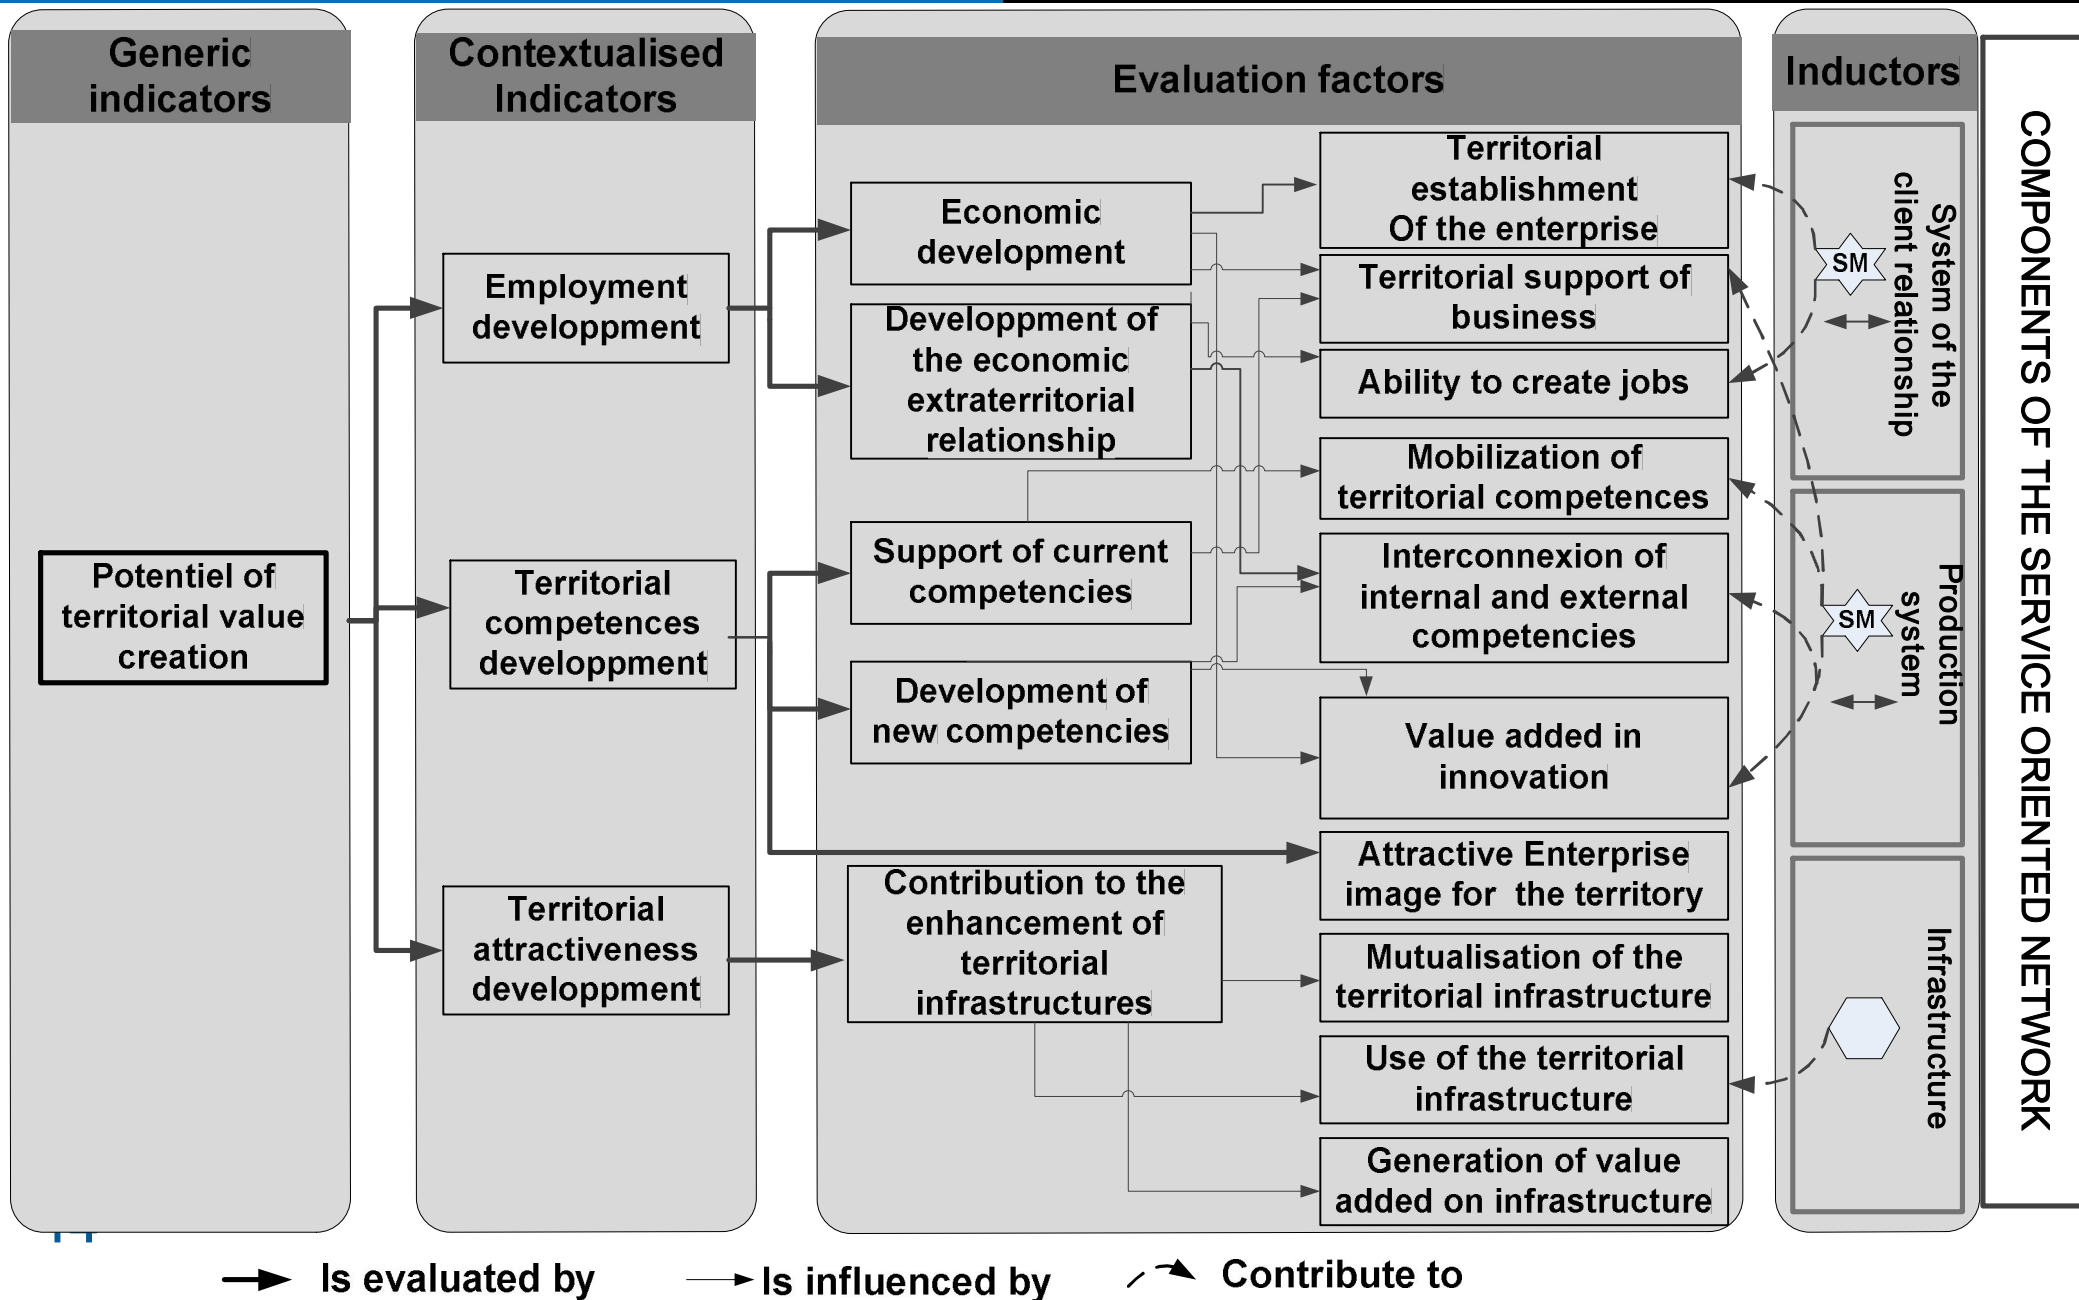 Generic
indicators
Contextualised
Indicators
Evaluation factors
Inductors
Potentiel of
territorial value
creation
Employment
developpment
Territorial
competences
developpment
Territorial
attractiveness
developpment
Economic
development
Developpment of
the economic
extraterritorial
relationship
Support of current
competencies
Development of
new competencies
Contribution to the
enhancement of
territorial
infrastructures
Territorial
establishment
Of the enterprise
Territorial support of
business
Ability to create jobs
Mobilization of
territorial competences
Interconnexion of
internal and external
competencies
Value added in
innovation
Attractive Enterprise
image for the territory
Mutualisation of the
territorial infrastructure
Use of the territorial
infrastructure
Generation of value
added on infrastructure
System of the
client relationship
SM
Production
system
SM
Infrastructure
COMPONENTS OF THE SERVICE ORIENTED NETWORK
Is evaluated by
Is influenced by
Contribute to